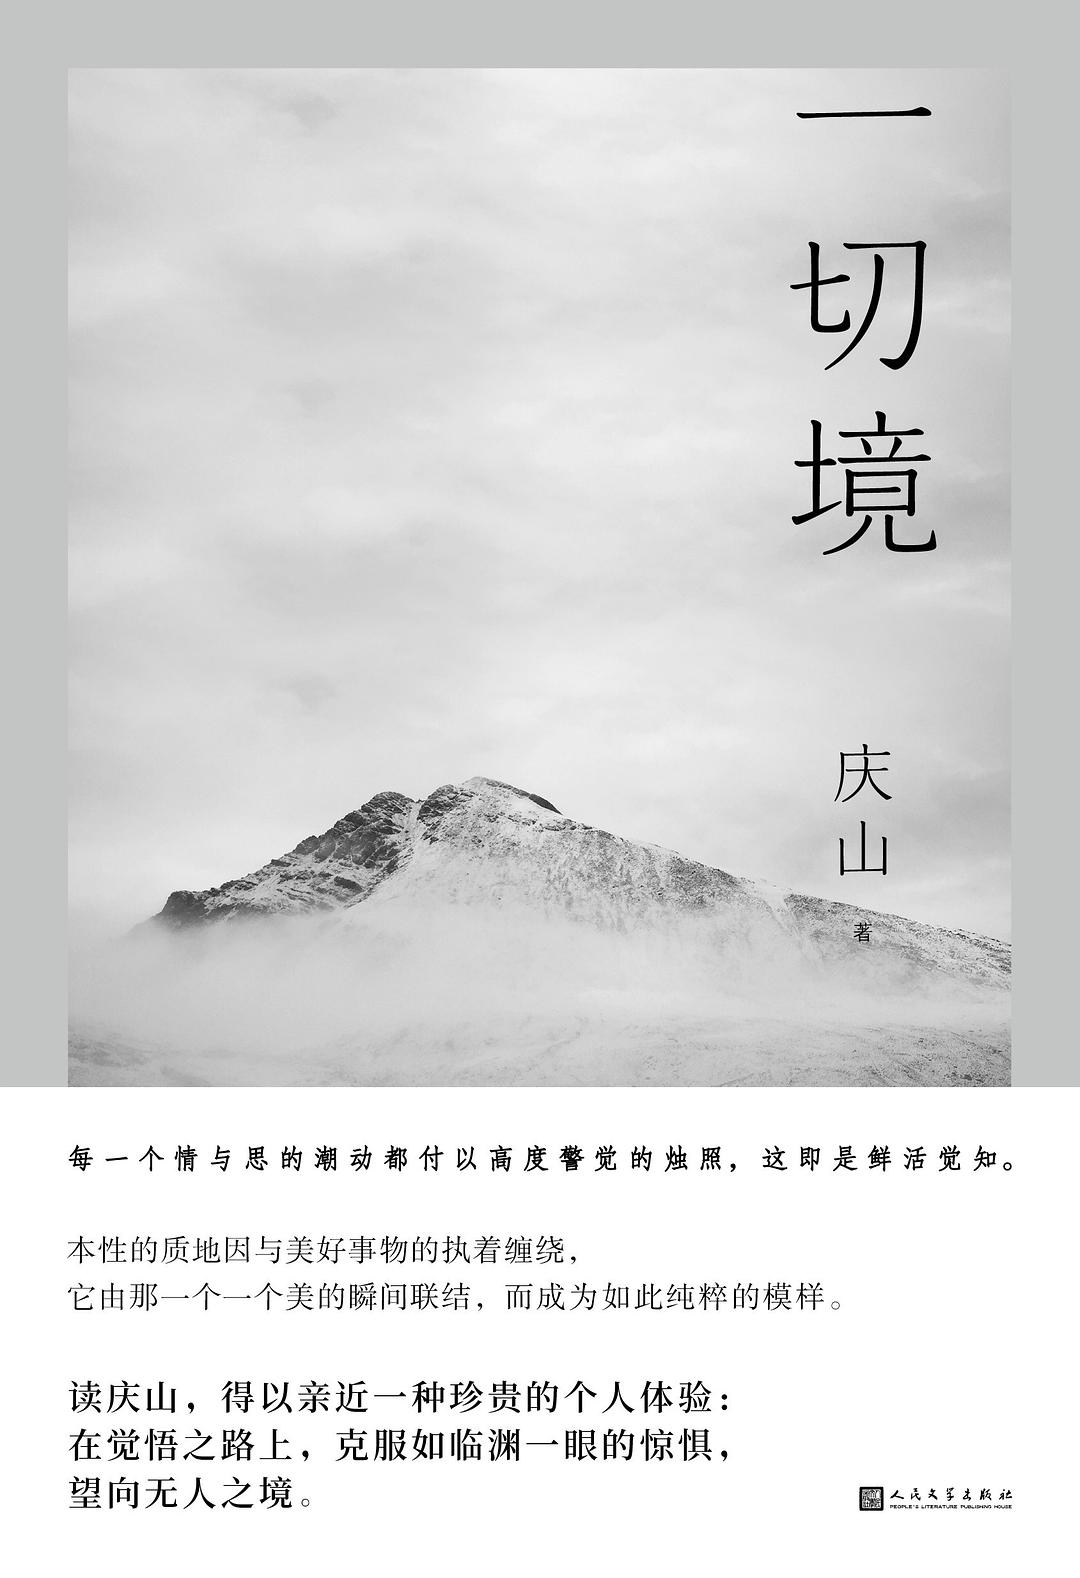 一切境
庆山
著
每一个情与思的潮动都付以高度警觉的烛照，这即是鲜活觉知。
本性的质地因与美好事物的执着缠绕，
它由那一个一个美的瞬间联结，而成为如此纯粹的模样。
读庆山，得以亲近一种珍贵的个人体验：
在觉悟之路上，克服如临渊一眼的惊惧，
望向无人之境。
人民文学出版社
PEOPLE'S LITERATURE PUBLISHING HOUSE